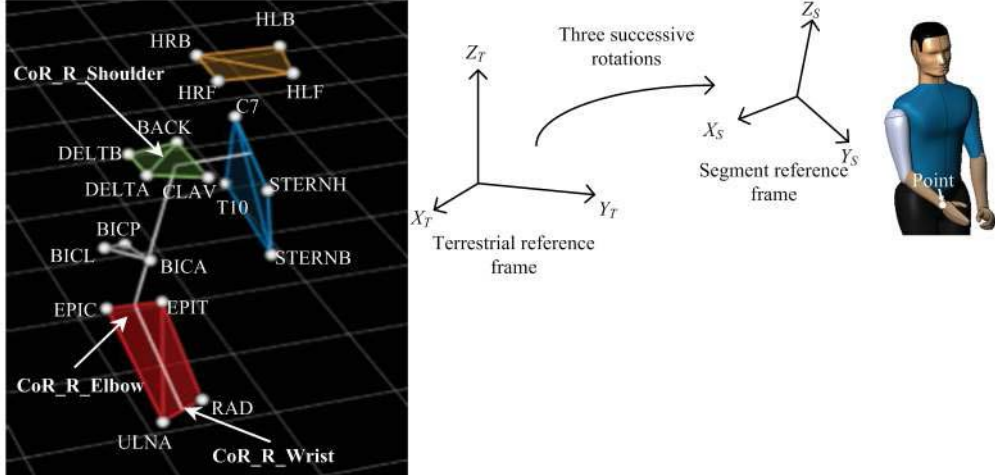 HLB
HRB
CoR_R_Shoulder
HRF
HLF
C7
BACK
DELTB
STERNH
DELTA
CLAV
T10
BICP
BICL
BICA
STERNB
EPIC
EPIT
CoR_R_Elbow
RAD
ULNA
CoR_R_Wrist
Z_T
X_T
Y_T
Terrestrial reference
frame
Three successive
rotations
Z_S
X_S
Y_S
Segment reference
frame
Point